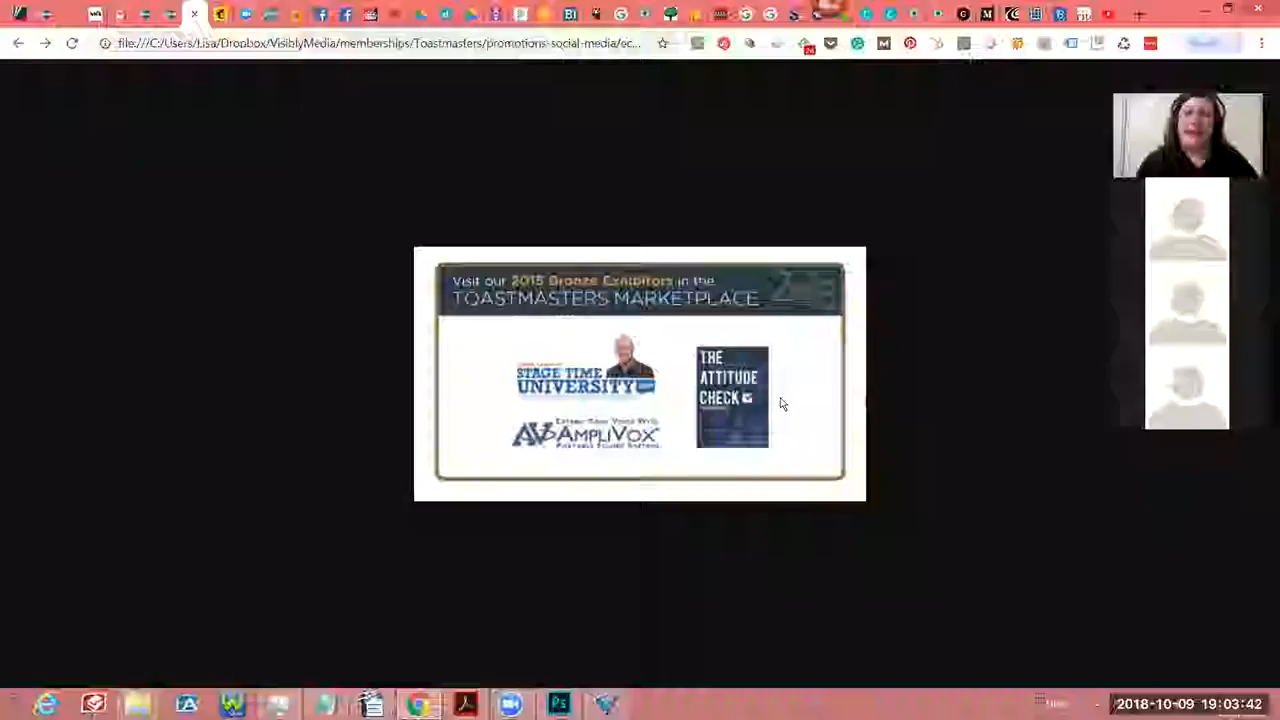 file:///C:/Users/Lisa/Dropbox/VisiblyMedia/memberships/Toastmasters/promotions-social-media/ec...
Visit our 2015 Bronze Exhibitors in the
TOASTMASTERS MARKETPLACE
STAGE TIME
UNIVERSITY
AMPLIVOX
THE
ATTITUDE
CHECK
2018-10-09 19:03:42